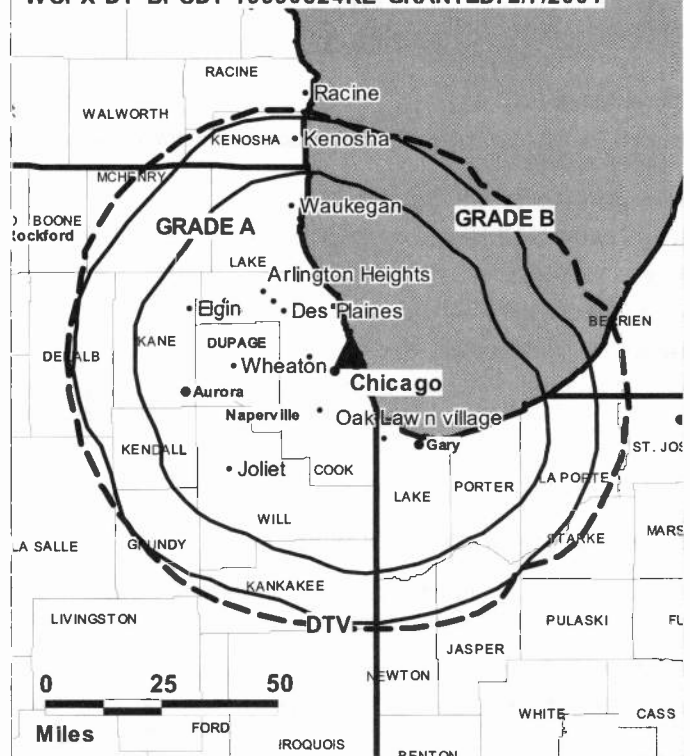 RACINE
Racine
WALWORTH
KENOSHA
Kenosha
MCHENRY
BOONE
Rockford
GRADE A
Waukegan
GRADE B
LAKE
Arlington Heights
Elgin
Des Plaines
BERRIEN
KANE
DUPAGE
DEKALB
Wheaton
Chicago
Aurora
Naperville
Oak Lawn village
Gary
KENDALL
ST. JOS
Joliet
COOK
LAKE
PORTER
LA PORTE
WILL
LA SALLE
GRUNDY
STARKE
MARS
KANKAKEE
LIVINGSTON
DTV
PULASKI
FU
JASPER
NEWTON
0 25 50
Miles
FORD
IROQUOIS
WHITE
CASS
BENTON